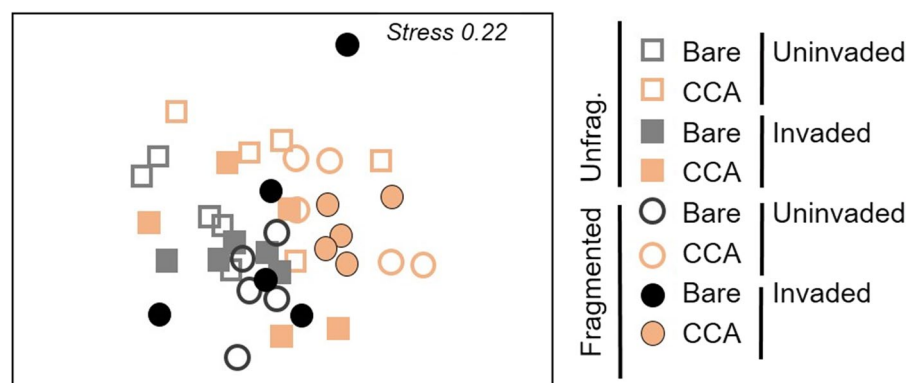 Stress 0.22
Unfrag.
Bare
Uninvaded
CCA
Bare
Invaded
CCA
Fragmented
Bare
Uninvaded
CCA
Bare
Invaded
CCA